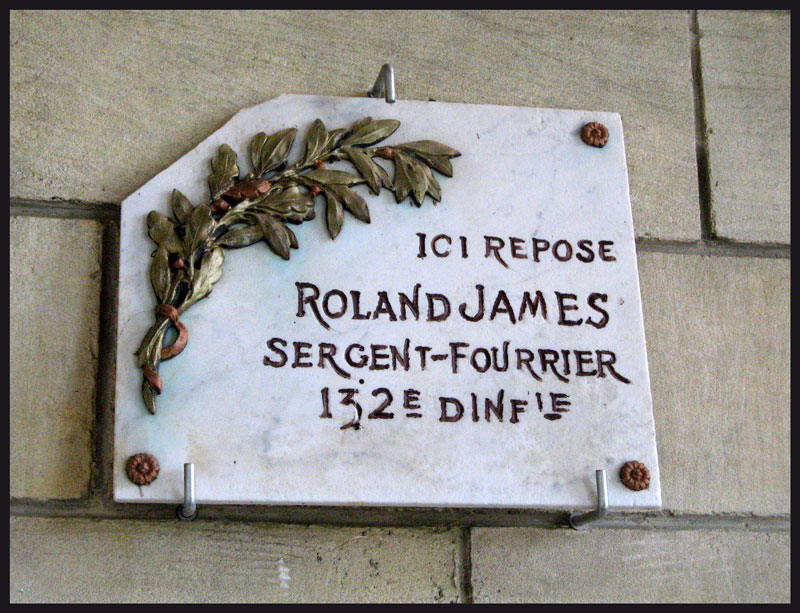 ICI REPOSE
ROLAND JAMES
SERGENT-FOURRIER
132E DINFIE